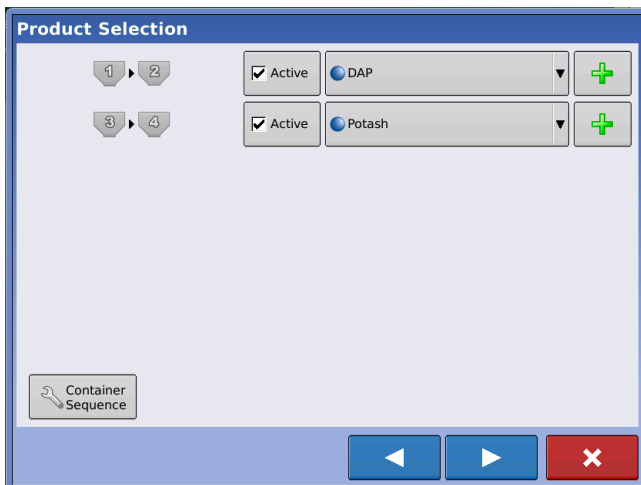 Product Selection
1 2 Active DAP
3 4 Active Potash
Container
Sequence